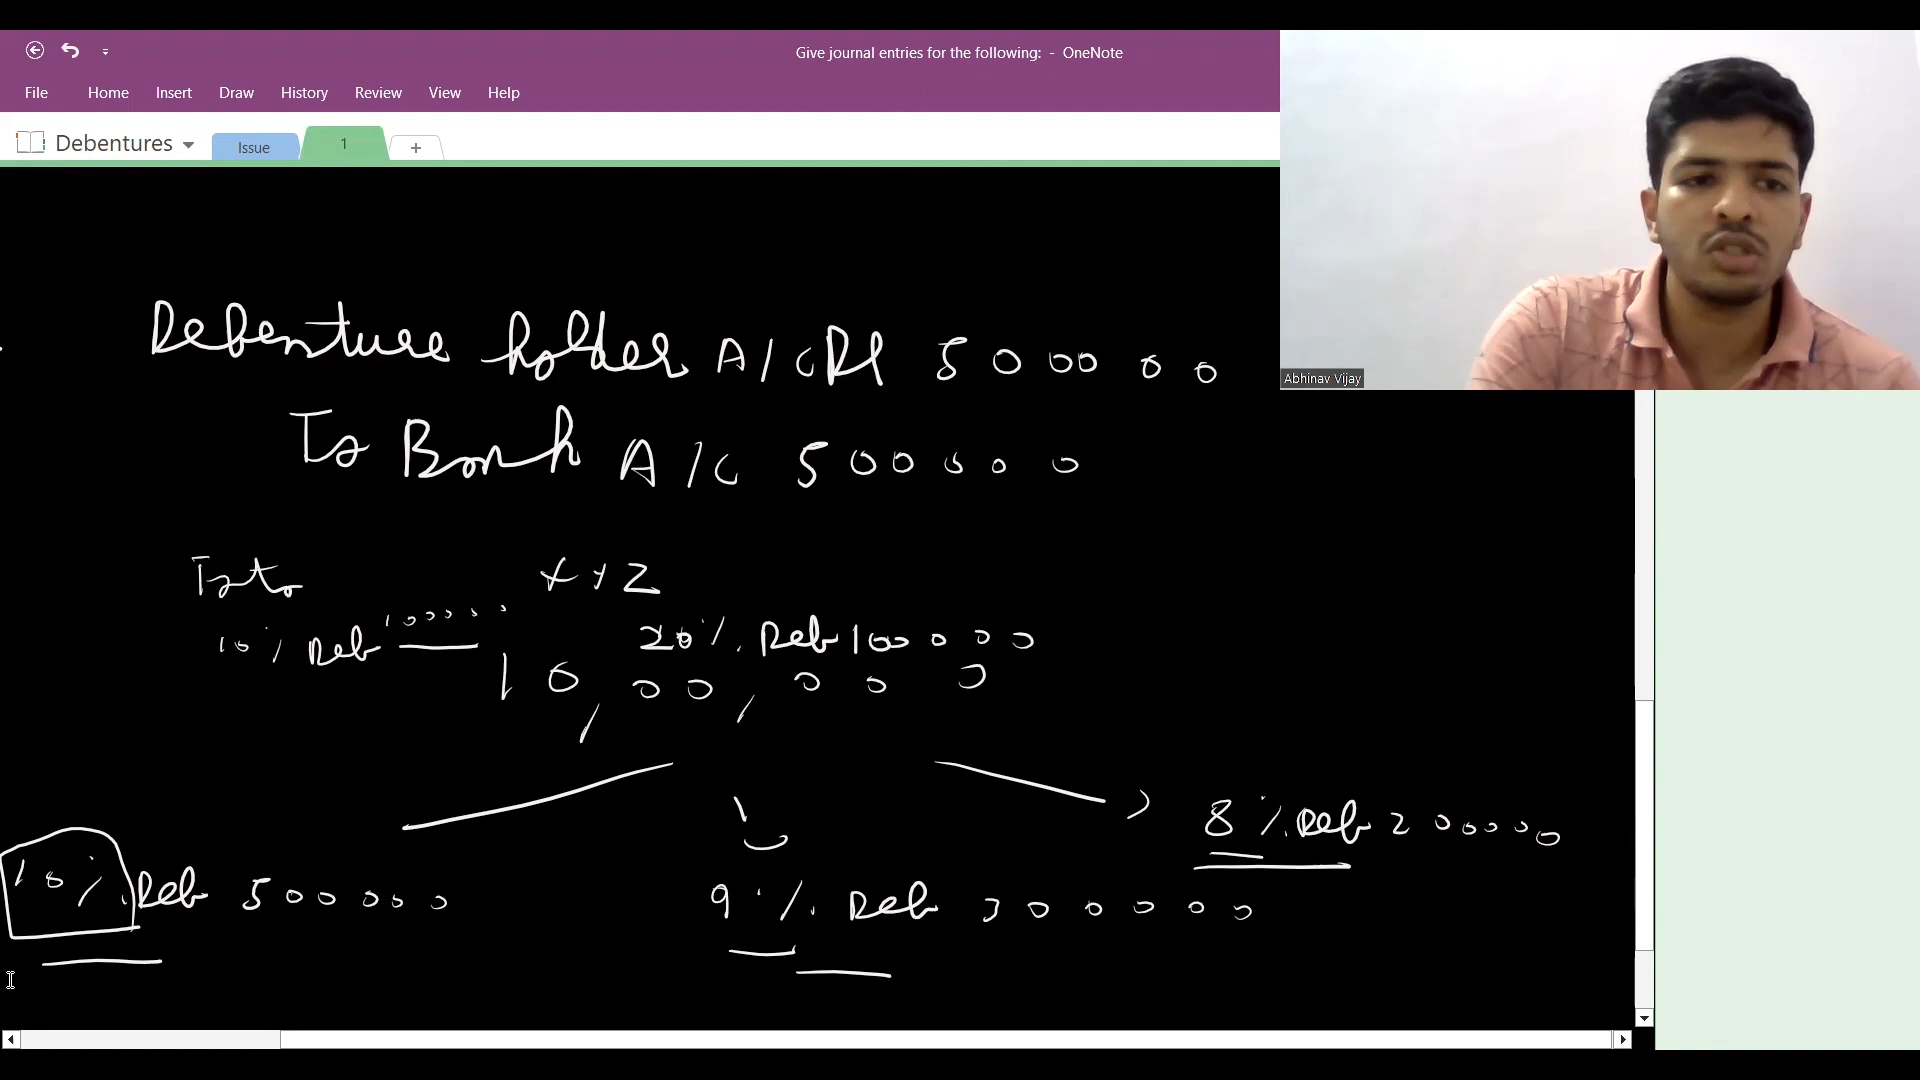 Give journal entries for the following: - OneNote
File Home Insert Draw History Review View Help
Debentures Issue 1 +
Abhinav Vijay
Debenture holder A/C Dr 500000
To Bank A/C 500000
Tata XYZ
10% Deb 100000 20% Deb 100000
10,00,000
8% Deb 200000
10% Deb 500000 9% Deb 300000